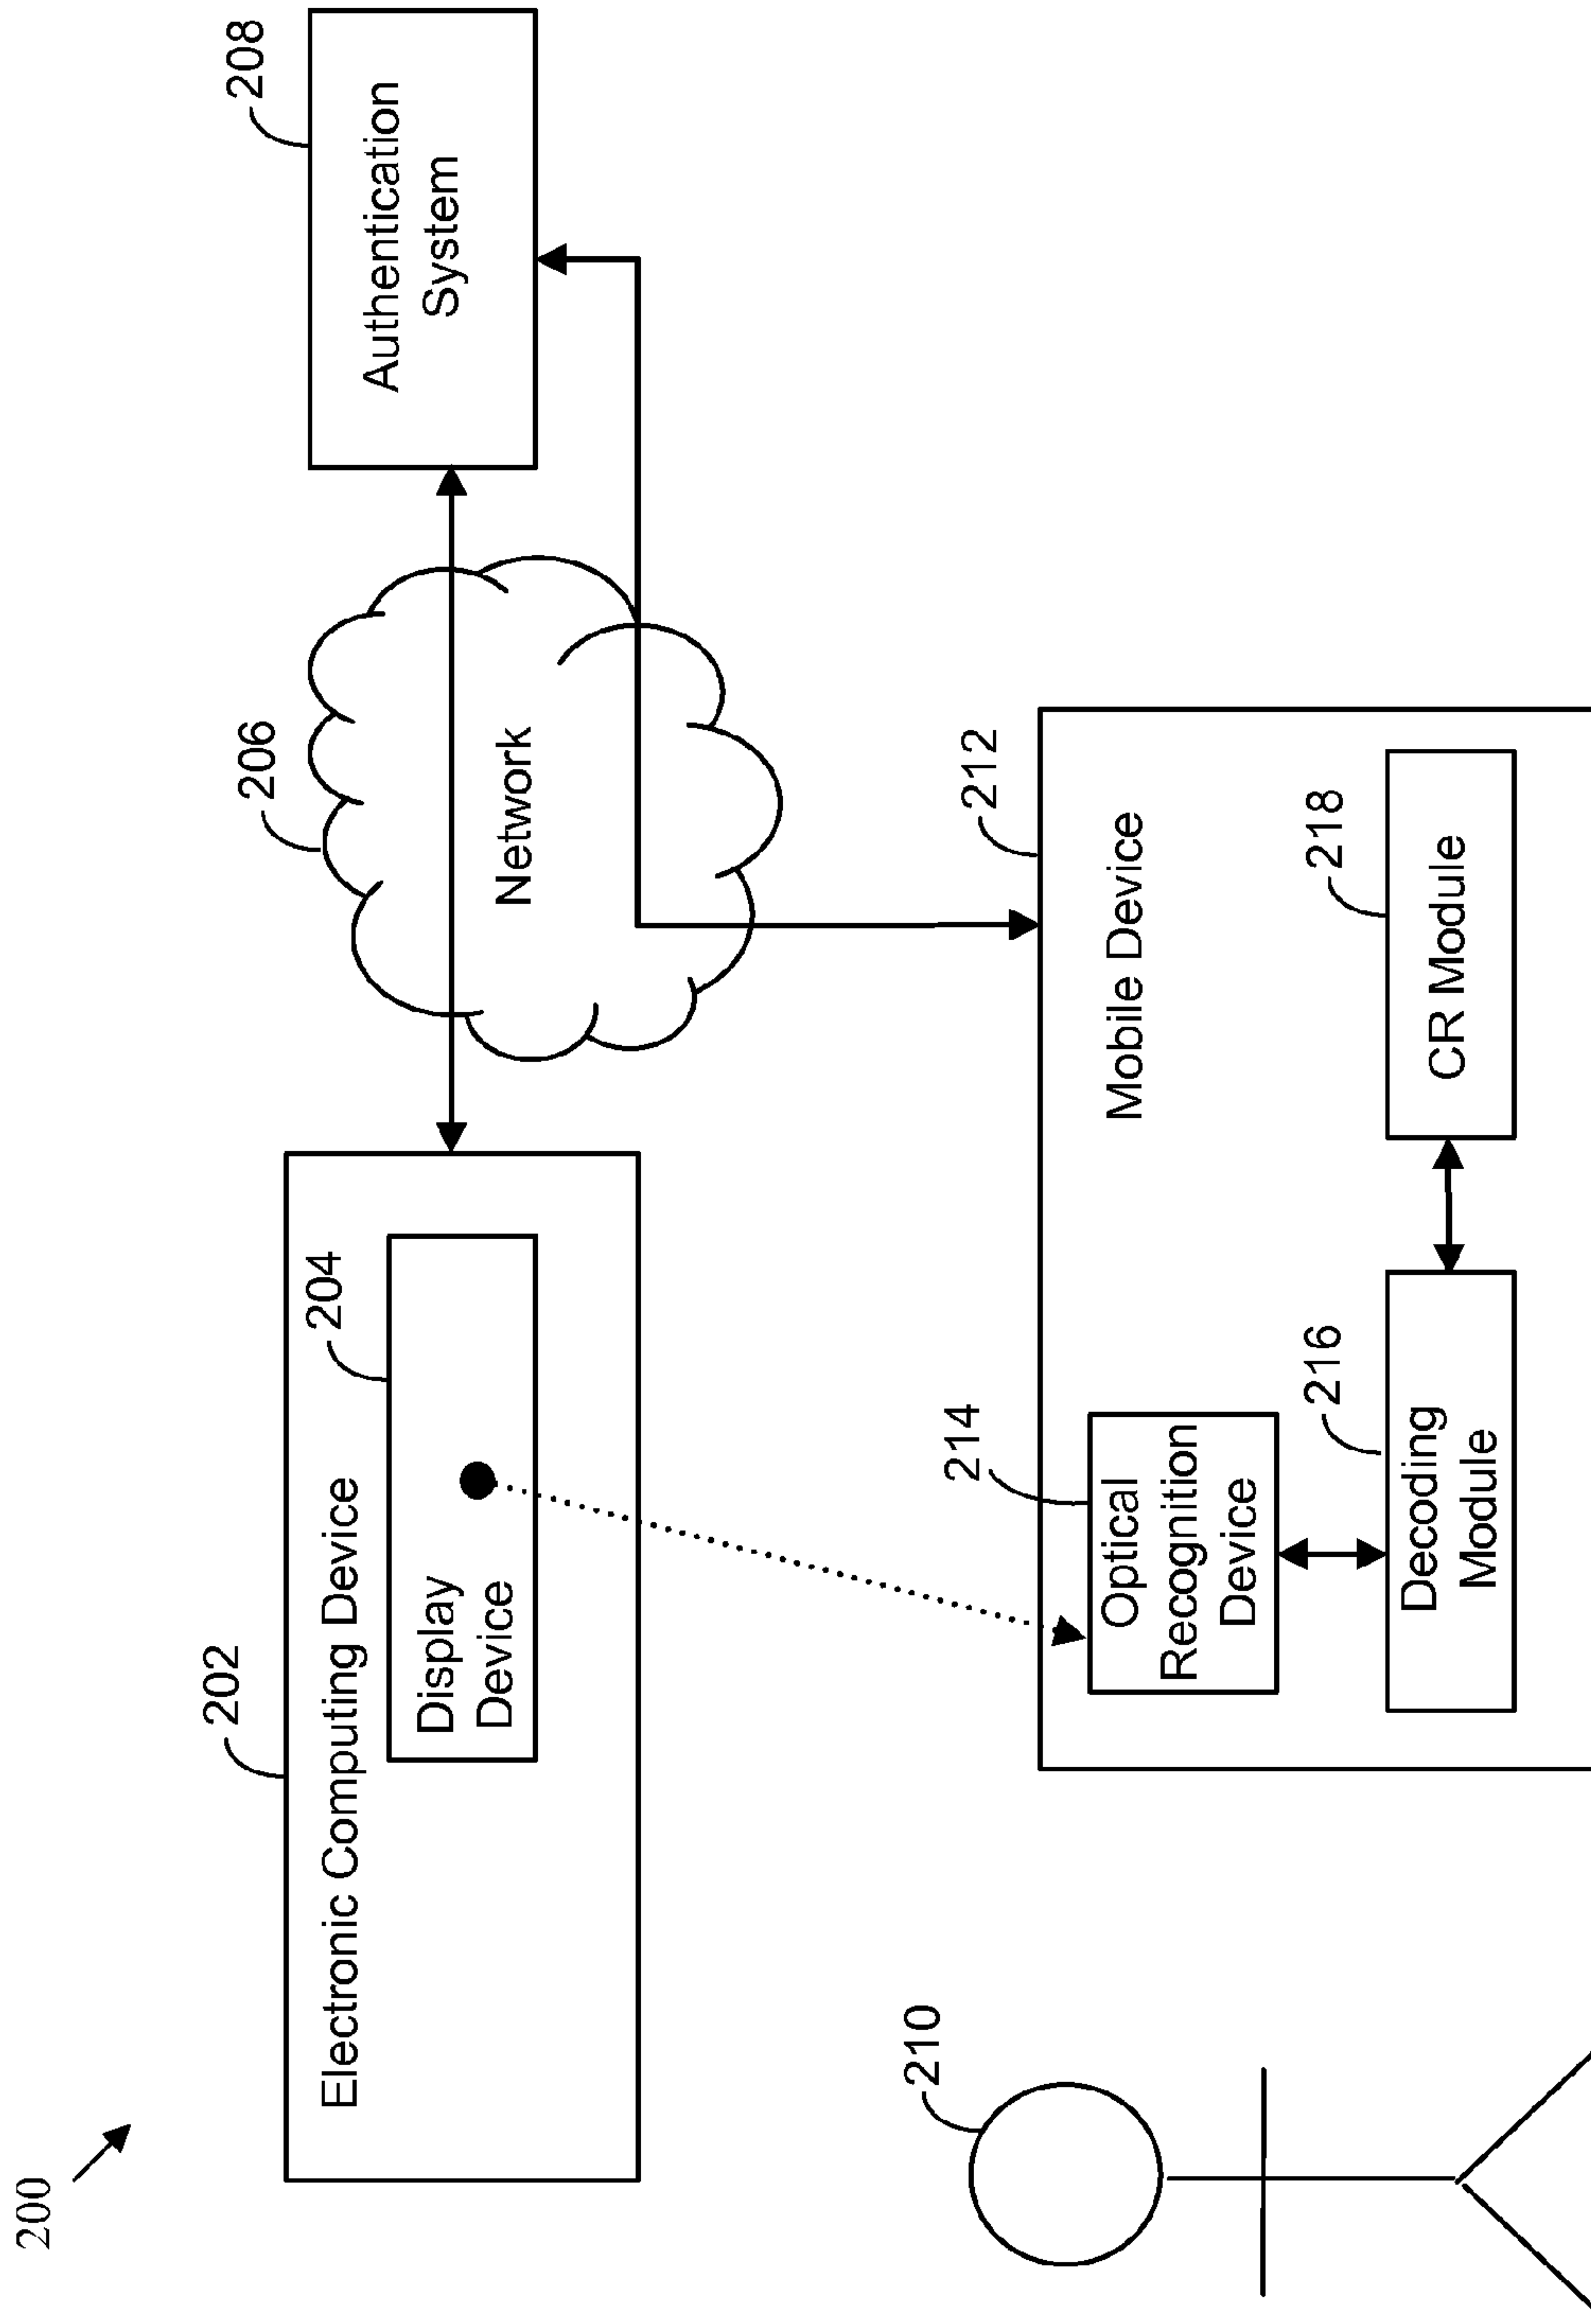 200
202
Electronic Computing Device
204
Display
Device
206
Network
208
Authentication
System
210
212
Mobile Device
214
Optical
Recognition
Device
216
Decoding
Module
218
CR Module